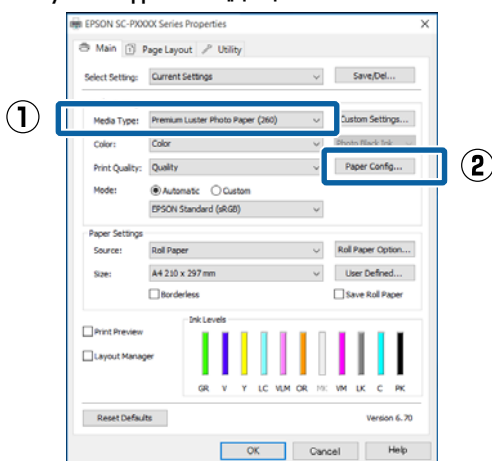 EPSON SC-PXXXX Series Properties
Main Page Layout Utility
Select Setting: Current Settings Save/Del...
① Media Type: Premium Luster Photo Paper (260) Custom Settings...
Color: Color Photo Black Ink
Print Quality: Quality Paper Config... ②
Mode: Automatic Custom
EPSON Standard (sRGB)
Paper Settings
Source: Roll Paper Roll Paper Option...
Size: A4 210 x 297 mm User Defined...
Borderless Save Roll Paper
Ink Levels
Print Preview
Layout Manager
GR V Y LC VLM OR MK VM LK C PK
Reset Defaults Version 6.70
OK Cancel Help